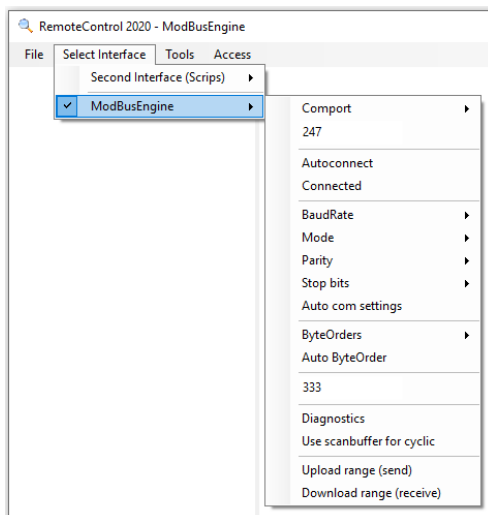 RemoteControl 2020 - ModBusEngine
File Select Interface Tools Access
Second Interface (Scrips)
ModBusEngine
Comport
247
Autoconnect
Connected
BaudRate
Mode
Parity
Stop bits
Auto com settings
ByteOrders
Auto ByteOrder
333
Diagnostics
Use scanbuffer for cyclic
Upload range (send)
Download range (receive)